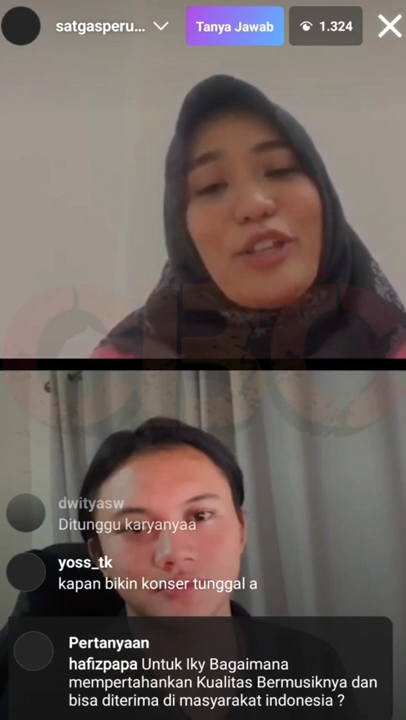 satgasperu...
Tanya Jawab
1.324
CBC
dwityasw
Ditunggu karyanyaa
yoss_tk
kapan bikin konser tunggal a
Pertanyaan
hafizpapa Untuk Iky Bagaimana
mempertahankan Kualitas Bermusiknya dan
bisa diterima di masyarakat indonesia ?